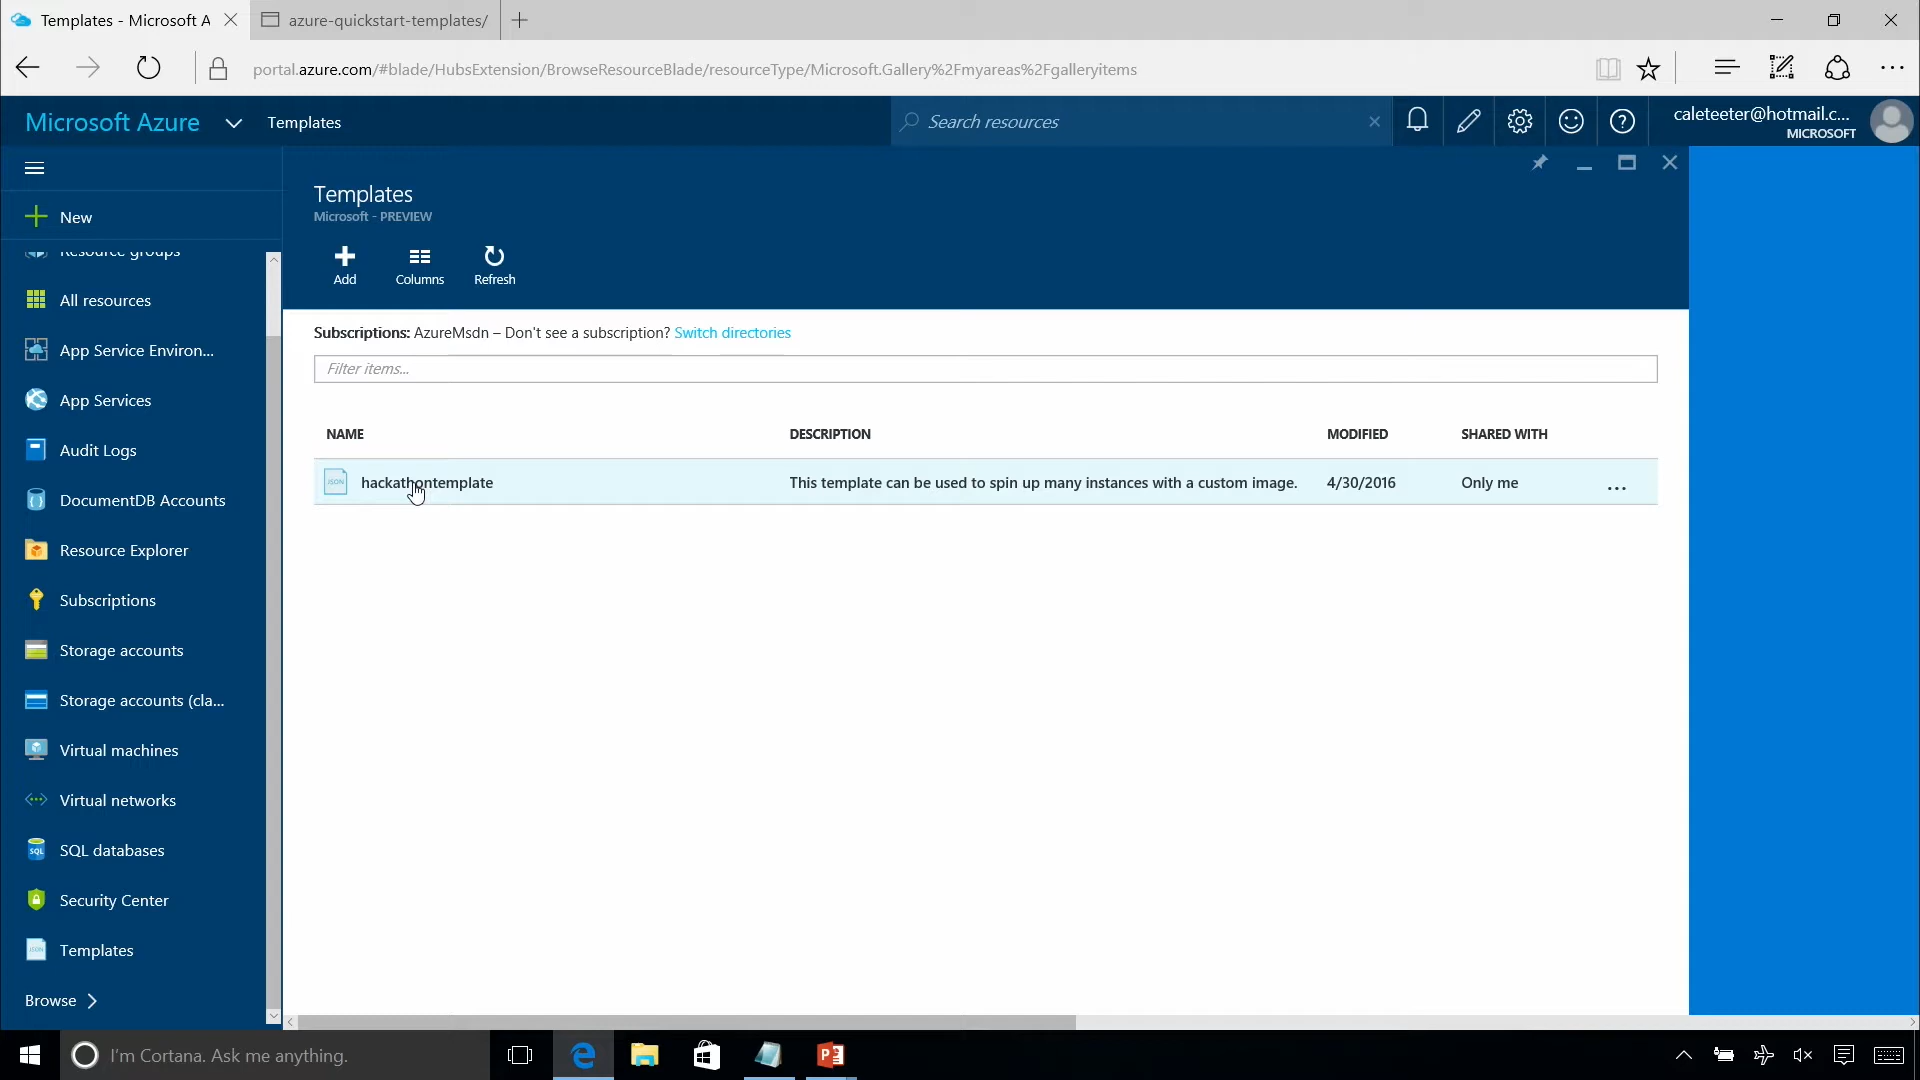 Templates - Microsoft A
azure-quickstart-templates/
portal.azure.com/#blade/HubsExtension/BrowseResourceBlade/resourceType/Microsoft.Gallery%2Fmyareas%2Fgalleryitems
Microsoft Azure
Templates
Search resources
caleteeter@hotmail.c...
MICROSOFT
New
Resource groups
All resources
App Service Environ...
App Services
Audit Logs
DocumentDB Accounts
Resource Explorer
Subscriptions
Storage accounts
Storage accounts (cla...
Virtual machines
Virtual networks
SQL databases
Security Center
Templates
Browse
Templates
Microsoft - PREVIEW
Add
Columns
Refresh
Subscriptions: AzureMsdn – Don't see a subscription? Switch directories
Filter items...
NAME DESCRIPTION MODIFIED SHARED WITH
hackathontemplate This template can be used to spin up many instances with a custom image. 4/30/2016 Only me ...
I'm Cortana. Ask me anything.